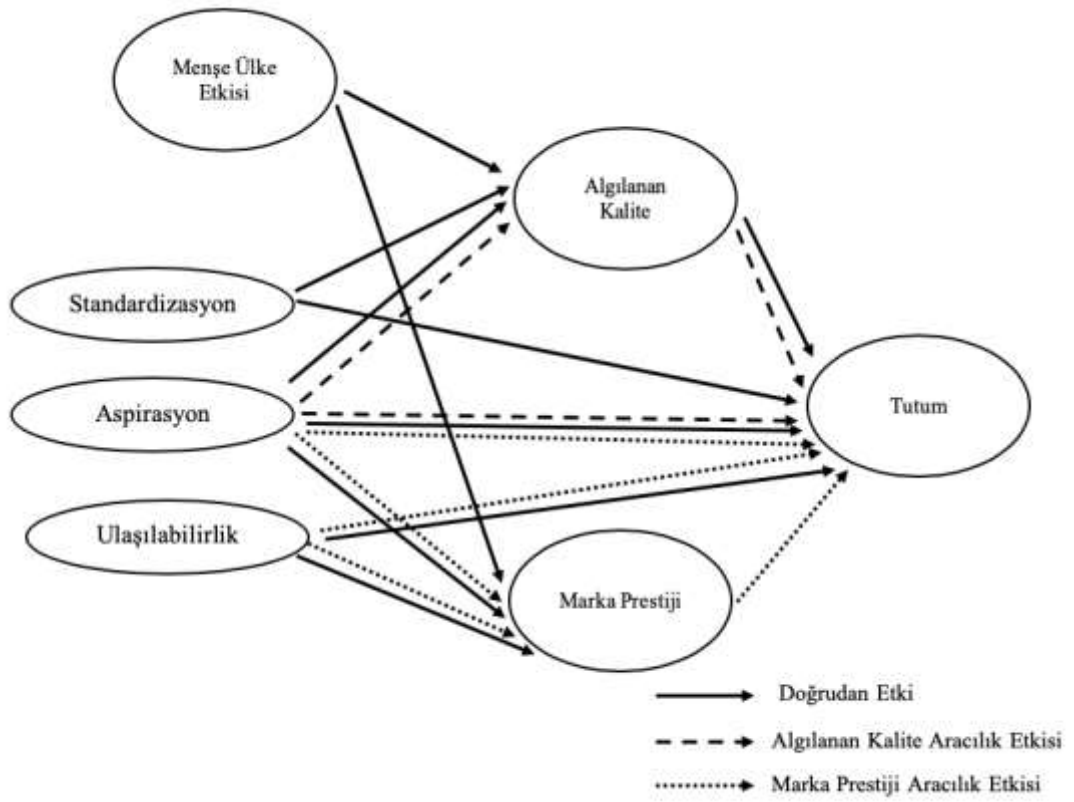 Menşe Ülke
Etkisi
Algılanan
Kalite
Standardizasyon
Aspirasyon
Tutum
Ulaşılabilirlik
Marka Prestiji
Doğrudan Etki
Algılanan Kalite Aracılık Etkisi
Marka Prestiji Aracılık Etkisi